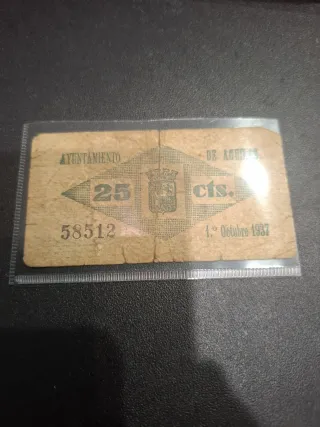 AYUNTAMIENTO DE
25 cts.
58512 1.º Octubre 1937